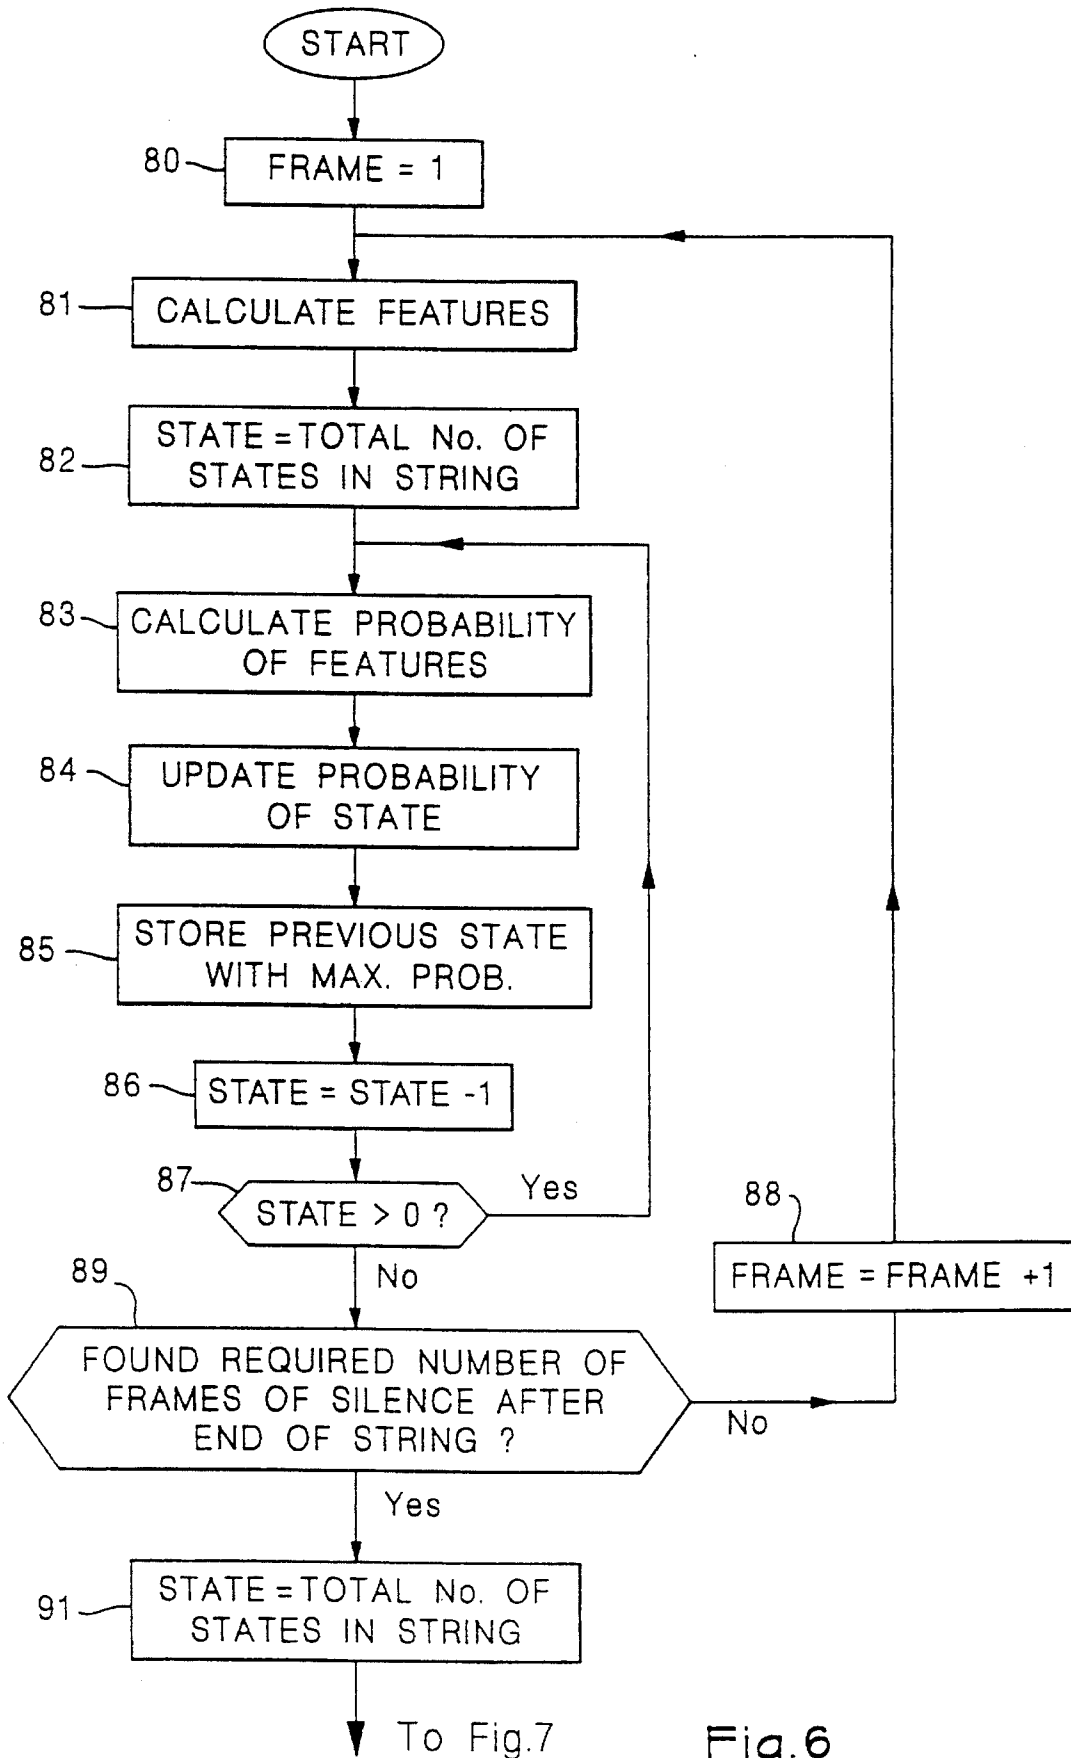 START
80
FRAME = 1
81
CALCULATE FEATURES
82
STATE = TOTAL No. OF
STATES IN STRING
83
CALCULATE PROBABILITY
OF FEATURES
84
UPDATE PROBABILITY
OF STATE
85
STORE PREVIOUS STATE
WITH MAX. PROB.
86
STATE = STATE -1
87
STATE > 0 ?
Yes
No
88
FRAME = FRAME +1
89
FOUND REQUIRED NUMBER OF
FRAMES OF SILENCE AFTER
END OF STRING ?
No
Yes
91
STATE = TOTAL No. OF
STATES IN STRING
To Fig.7
Fig.6